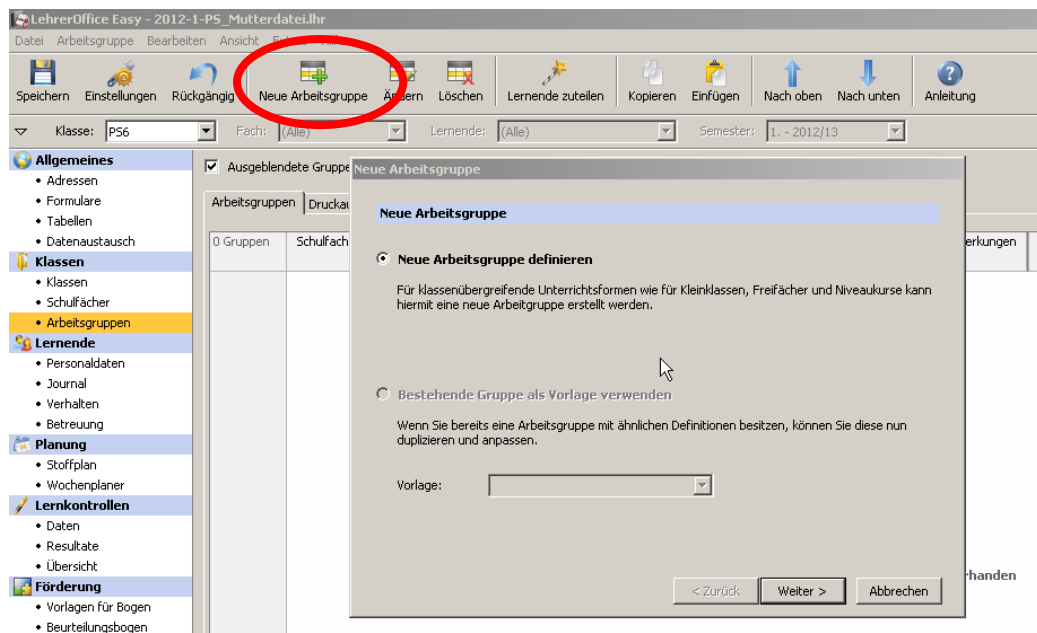 LehrerOffice Easy - 2012-1-PS_Mutterdatei.lhr
Datei Arbeitsgruppe Bearbeiten Ansicht
Speichern Einstellungen Rückgängig Neue Arbeitsgruppe Ändern Löschen Lernende zuteilen Kopieren Einfügen Nach oben Nach unten Anleitung
Klasse: PS6 Fach: (Alle) Lernende: (Alle) Semester: 1. - 2012/13
Allgemeines
• Adressen
• Formulare
• Tabellen
• Datenaustausch
Klassen
• Klassen
• Schulfächer
• Arbeitsgruppen
Lernende
• Personaldaten
• Journal
• Verhalten
• Betreuung
Planung
• Stoffplan
• Wochenplaner
Lernkontrollen
• Daten
• Resultate
• Übersicht
Förderung
• Vorlagen für Bogen
• Beurteilungsbogen
Ausgeblendete Gruppe
Arbeitsgruppen Druckau
0 Gruppen Schulfach erkungen
rhanden
Neue Arbeitsgruppe
Neue Arbeitsgruppe
Neue Arbeitsgruppe definieren
Für klassenübergreifende Unterrichtsformen wie für Kleinklassen, Freifächer und Niveaukurse kann
hiermit eine neue Arbeitgruppe erstellt werden.
Bestehende Gruppe als Vorlage verwenden
Wenn Sie bereits eine Arbeitsgruppe mit ähnlichen Definitionen besitzen, können Sie diese nun
duplizieren und anpassen.
Vorlage:
< Zurück Weiter > Abbrechen